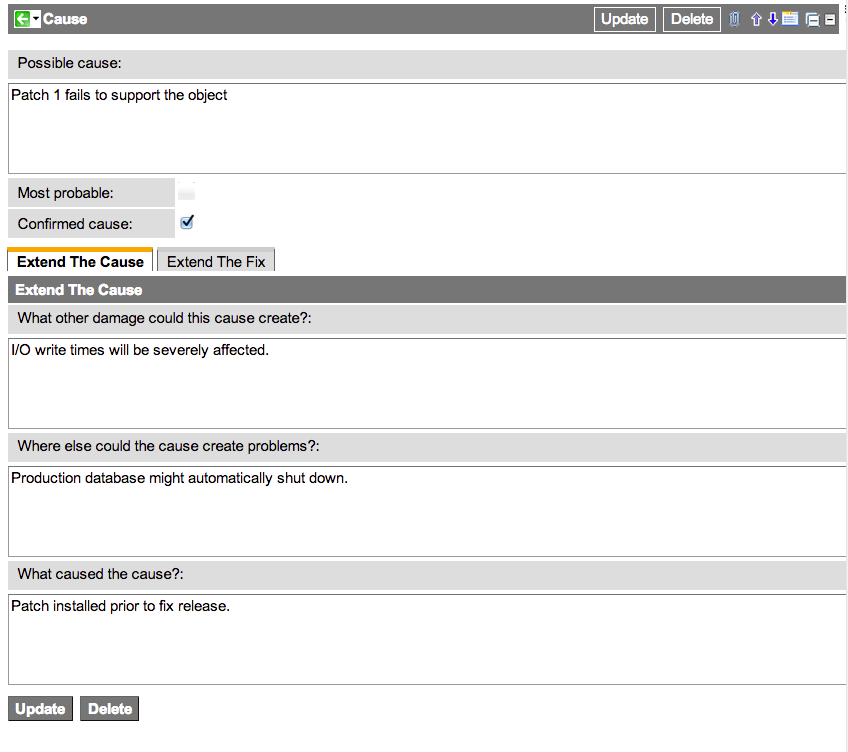 Cause Update Delete
Possible cause:
Patch 1 fails to support the object
Most probable:
Confirmed cause:
Extend The Cause Extend The Fix
Extend The Cause
What other damage could this cause create?:
I/O write times will be severely affected.
Where else could the cause create problems?:
Production database might automatically shut down.
What caused the cause?:
Patch installed prior to fix release.
Update Delete